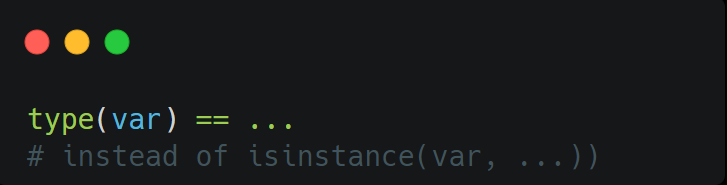 type(var) == ...
# instead of isinstance(var, ...))